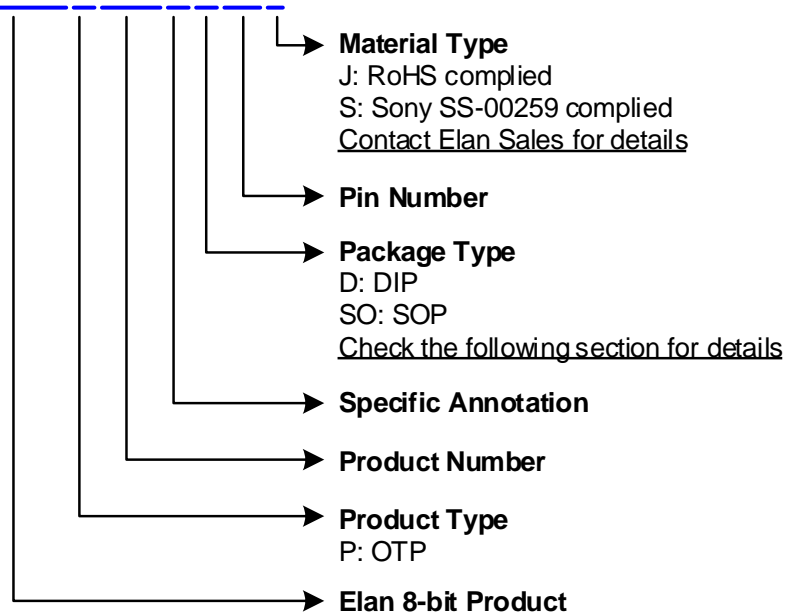 Material Type
J: RoHS complied
S: Sony SS-00259 complied
Contact Elan Sales for details
Pin Number
Package Type
D: DIP
SO: SOP
Check the following section for details
Specific Annotation
Product Number
Product Type
P: OTP
Elan 8-bit Product